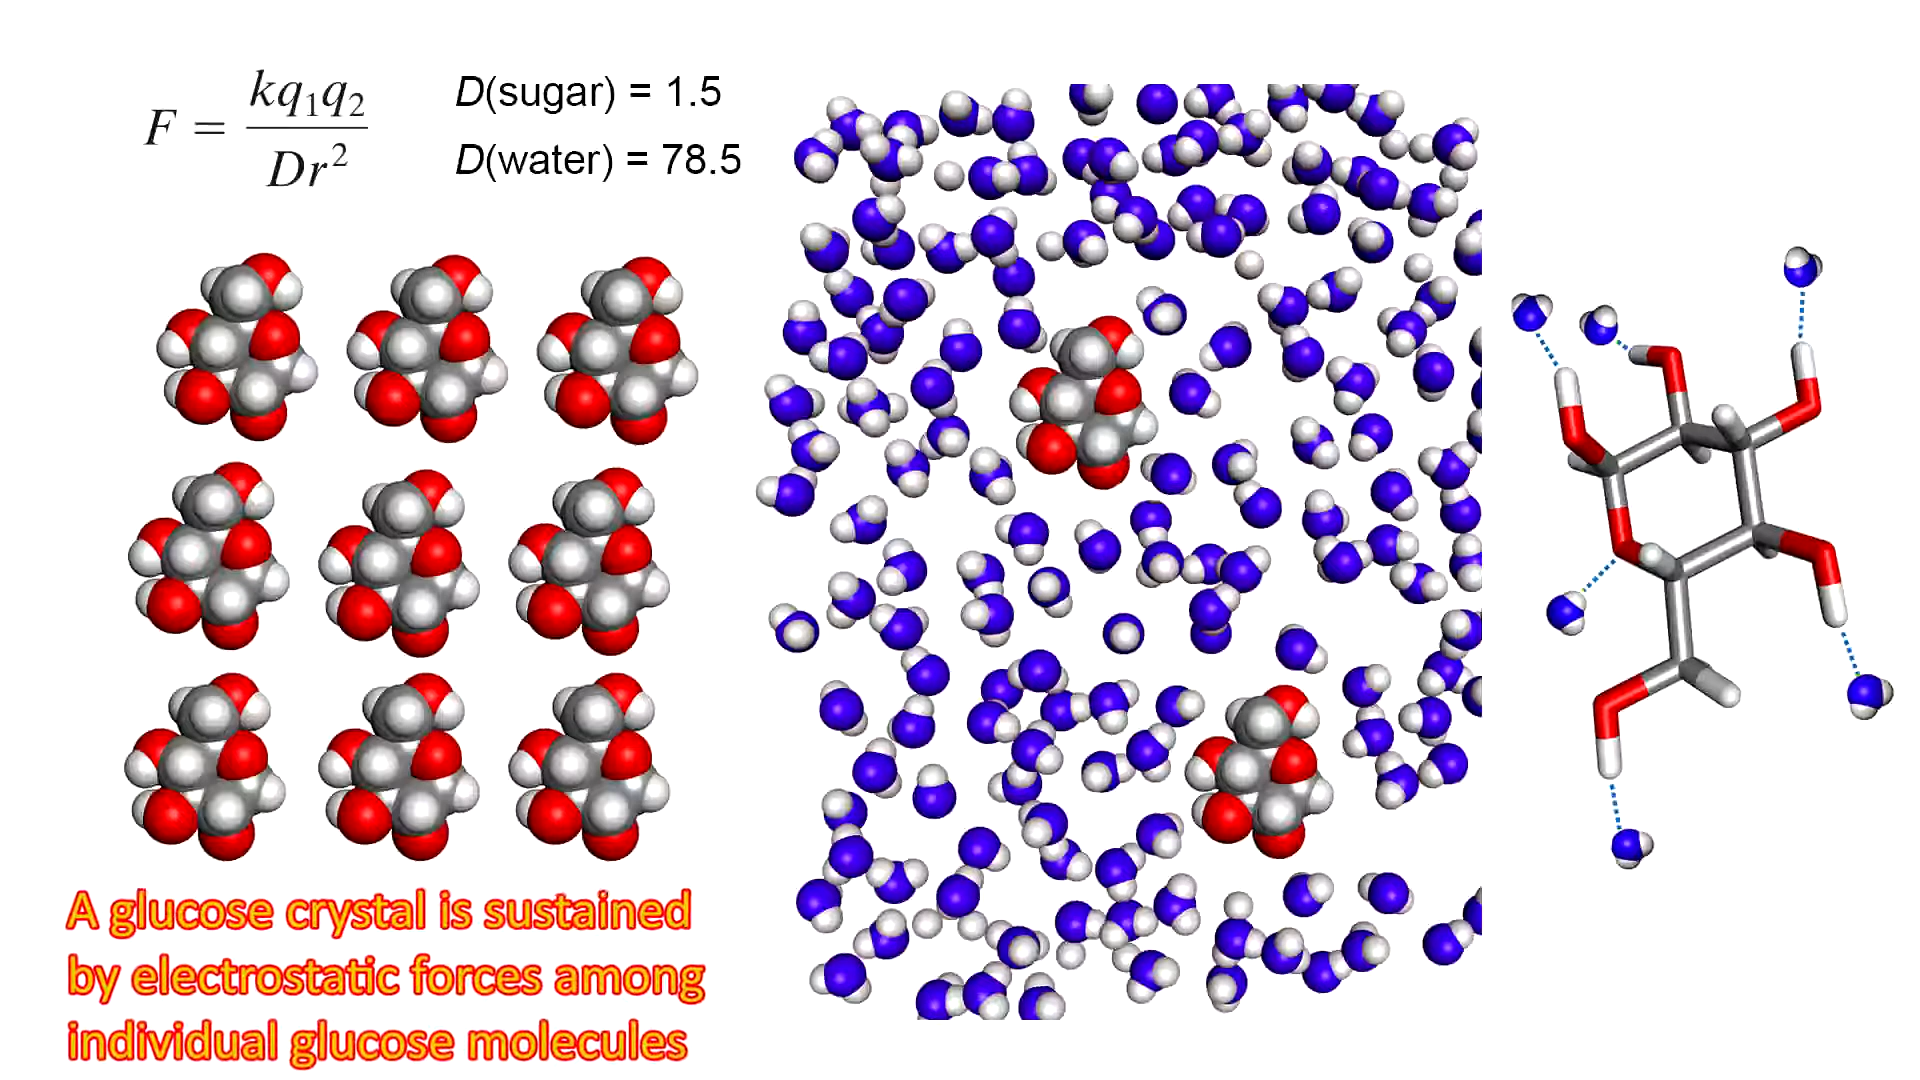 F = kq₁q₂ / Dr²
D(sugar) = 1.5
D(water) = 78.5
A glucose crystal is sustained
by electrostatic forces among
individual glucose molecules